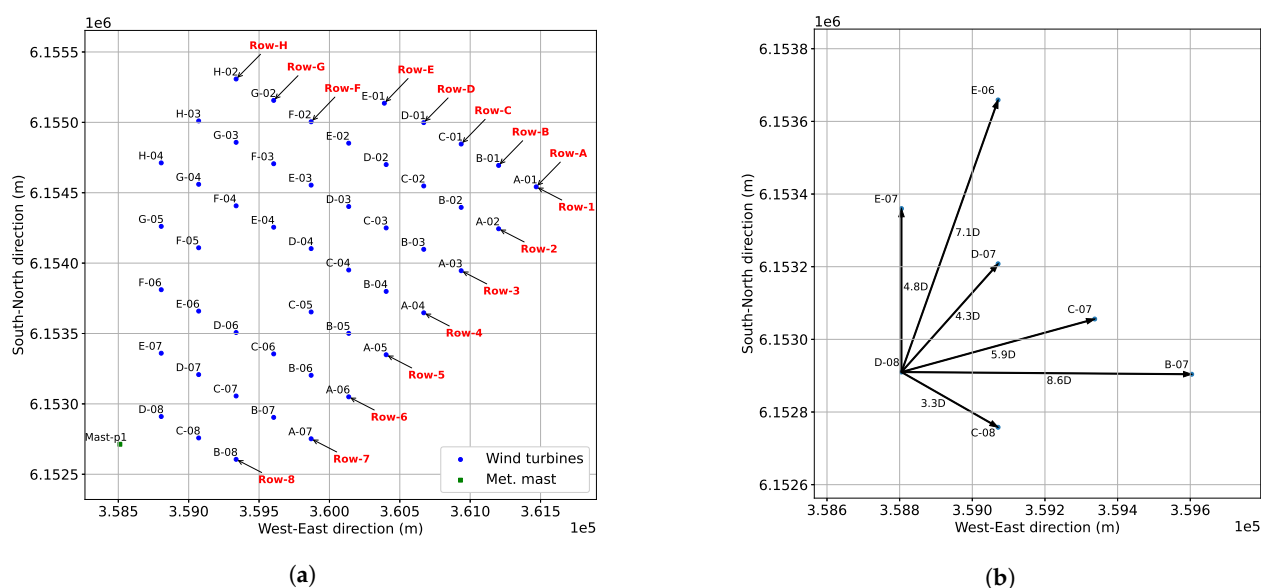 1e6
South-North direction (m)
6.1555
6.1550
6.1545
6.1540
6.1535
6.1530
6.1525
Row-H
H-02
Row-G
G-02
Row-F
F-02
Row-E
E-01
Row-D
D-01
Row-C
C-01
Row-B
B-01
Row-A
A-01
Row-1
H-03
G-03
E-02
F-03
D-02
H-04
G-04
E-03
C-02
B-02
F-04
D-03
A-02
Row-2
G-05
E-04
C-03
F-05
D-04
B-03
C-04
A-03
Row-3
F-06
B-04
E-06
C-05
A-04
Row-4
D-06
B-05
E-07
C-06
A-05
Row-5
D-07
B-06
C-07
A-06
Row-6
D-08
B-07
Mast-p1
C-08
A-07
Row-7
B-08
Row-8
Wind turbines
Met. mast
3.585 3.590 3.595 3.600 3.605 3.610 3.615
West-East direction (m)
1e5
(a)
1e6
South-North direction (m)
6.1538
6.1536
6.1534
6.1532
6.1530
6.1528
6.1526
E-06
E-07
7.1D
D-07
4.8D
4.3D
C-07
5.9D
D-08
B-07
8.6D
3.3D
C-08
3.586 3.588 3.590 3.592 3.594 3.596
West-East direction (m)
1e5
(b)